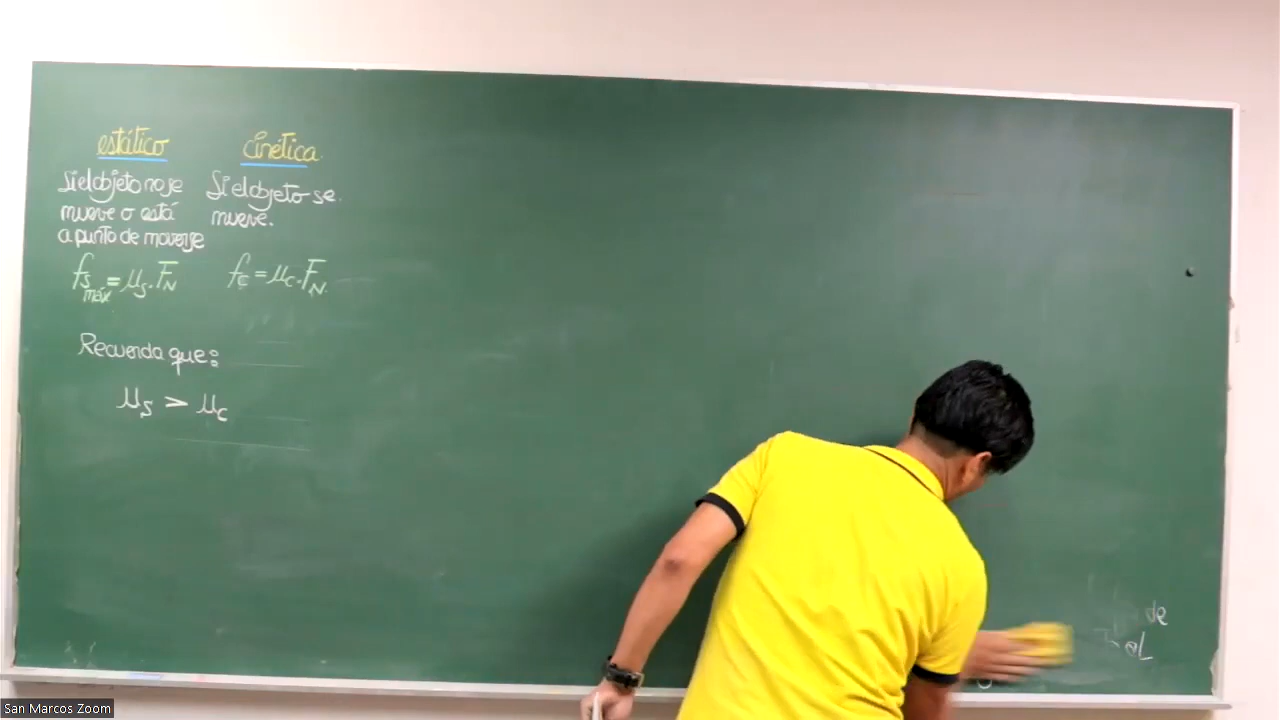 estático
Si el objeto no se
mueve o está
a punto de moverse
fs máx = μs.FN
Cinética
Si el objeto se
mueve.
fc = μc.FN
Recuerda que:
μs > μc
de
San Marcos Zoom